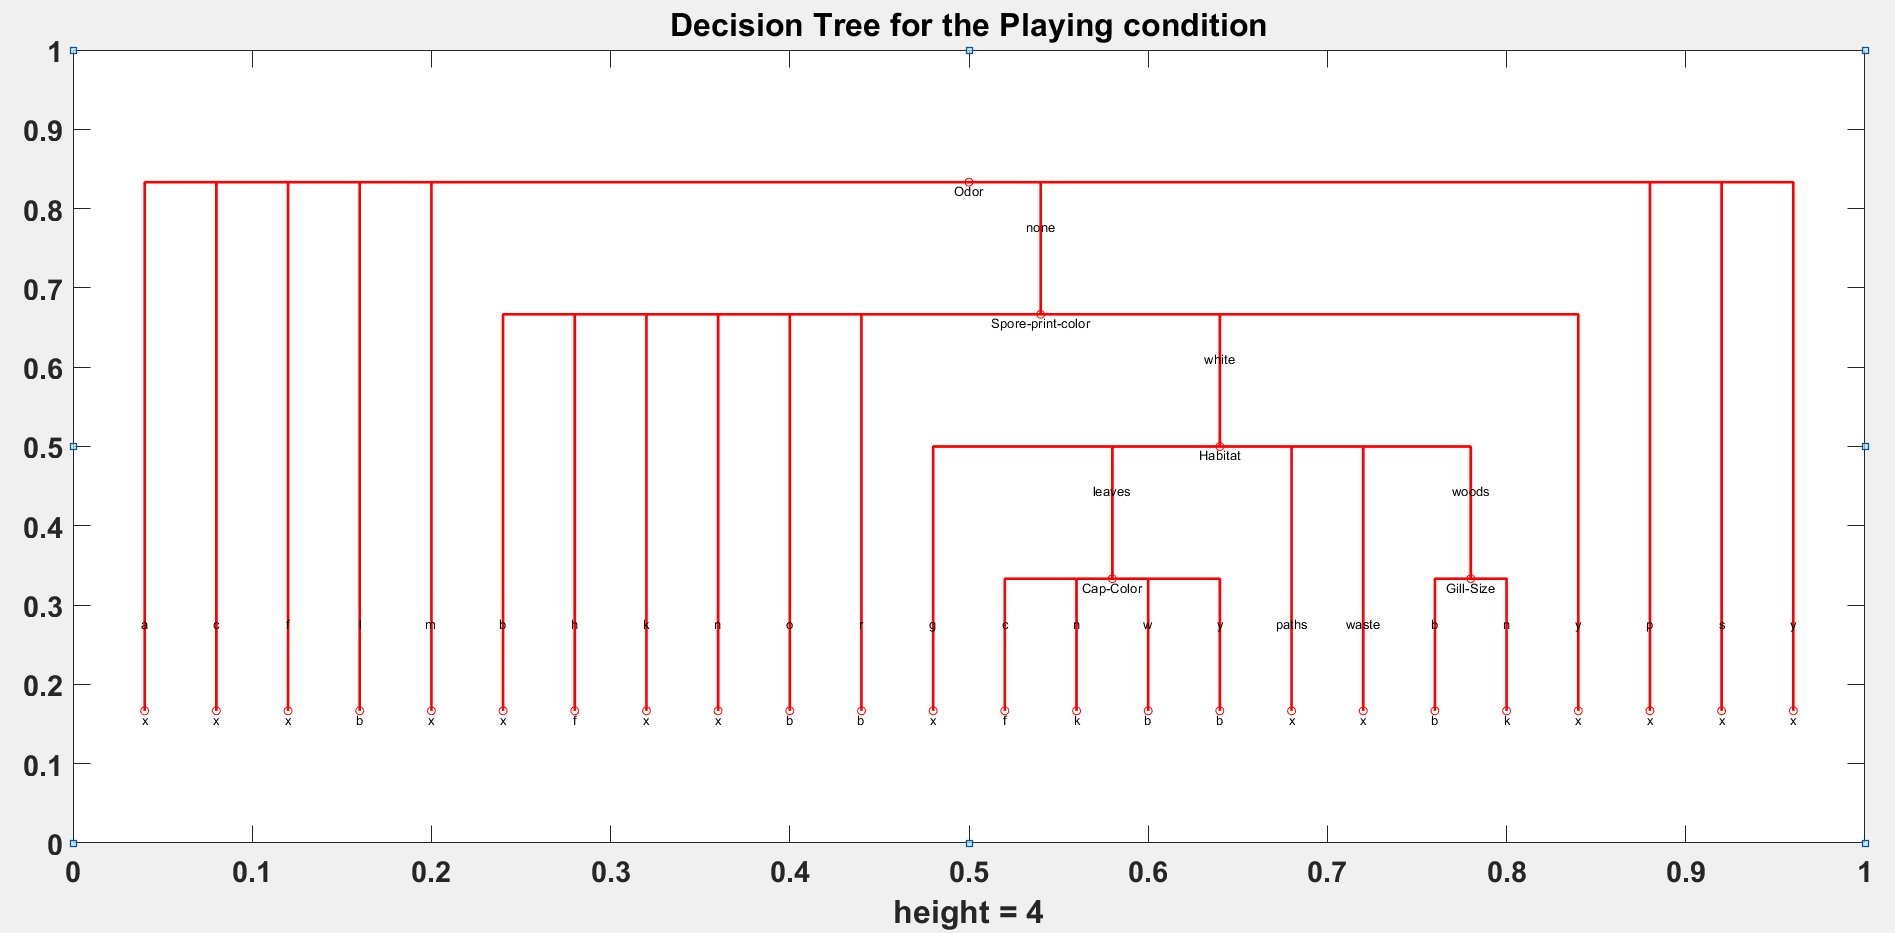 Decision Tree for the Playing condition
1
0.9
Odor
0.8
none
0.7
Spore-print-color
white
0.6
0.5
Habitat
leaves woods
0.4
Cap-Color Gill-Size
0.3
a c f l m b h k n o r g c n w y paths waste b n y p s y
0.2
x x x b x x f x x b b x f k b b x x b k x x x x
0.1
0
0 0.1 0.2 0.3 0.4 0.5 0.6 0.7 0.8 0.9 1
height = 4